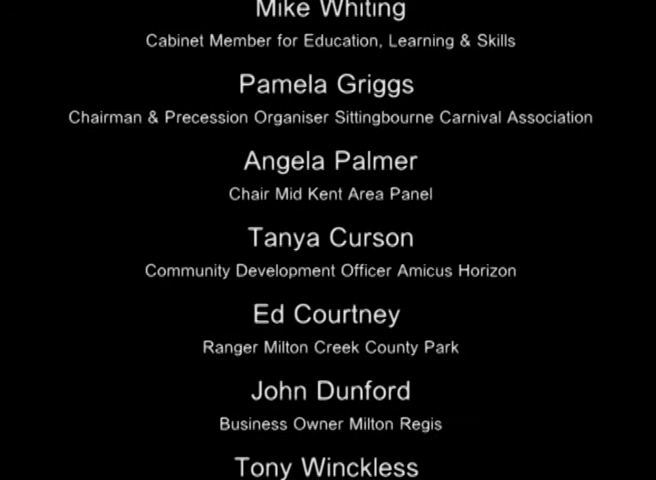 Mike Whiting
Cabinet Member for Education, Learning & Skills
Pamela Griggs
Chairman & Precession Organiser Sittingbourne Carnival Association
Angela Palmer
Chair Mid Kent Area Panel
Tanya Curson
Community Development Officer Amicus Horizon
Ed Courtney
Ranger Milton Creek County Park
John Dunford
Business Owner Milton Regis
Tony Winckless